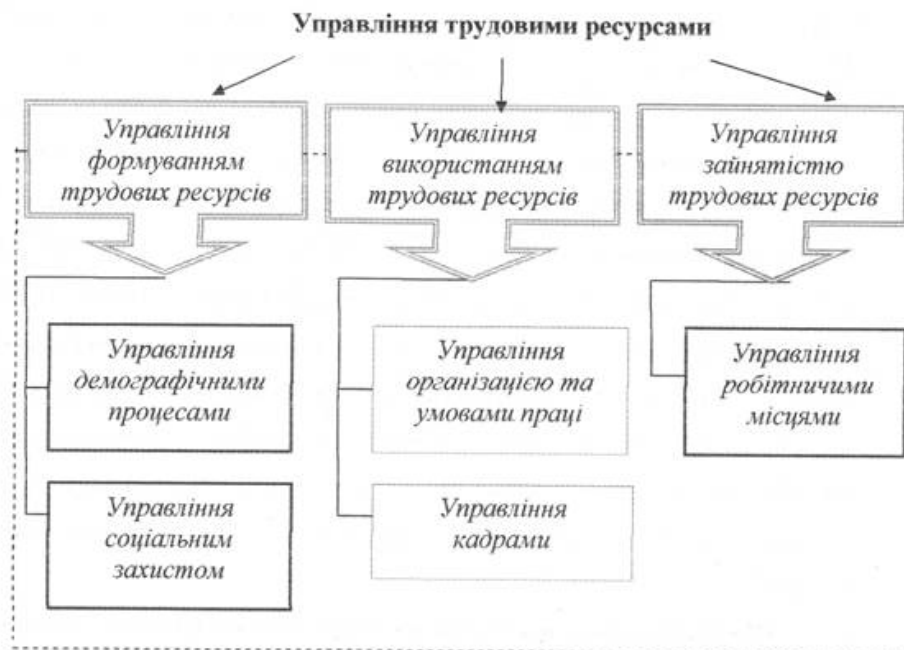 Управління трудовими ресурсами
Управління
формуванням
трудових ресурсів
Управління
використанням
трудових ресурсів
Управління
зайнятістю
трудових ресурсів
Управління
демографічними
процесами
Управління
організацією та
умовами праці
Управління
робітничими
місцями
Управління
соціальним
захистом
Управління
кадрами